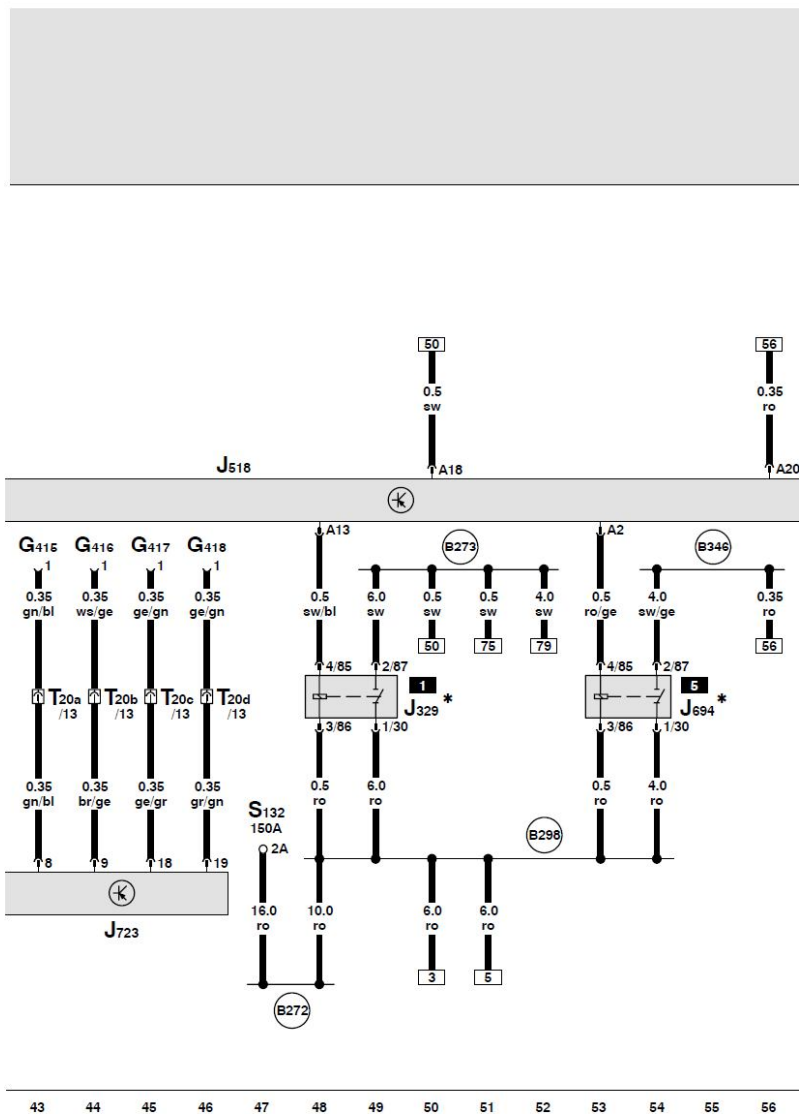 50 56
0.5 0.35
sw ro
J518 A18 A20
A13 B273 A2 B346
G415 G416 G417 G418
1 1 1 1
0.35 0.35 0.35 0.35 0.5 6.0 0.5 0.5 4.0 0.5 4.0 0.35
gn/bl ws/ge ge/gn ge/gn sw/bl sw sw sw sw ro/ge sw/ge ro
50 75 79 56
4/85 2/87 4/85 2/87
1 5
T20a T20b T20c T20d J329 * J694 *
/13 /13 /13 /13
3/86 1/30 3/86 1/30
0.35 0.35 0.35 0.35 0.5 6.0 0.5 4.0
gn/bl br/ge ge/gr gr/gn ro ro ro ro
S132
150A B298
2A
8 9 18 19
16.0 10.0 6.0 6.0
ro ro ro ro
J723
3 5
B272
43 44 45 46 47 48 49 50 51 52 53 54 55 56